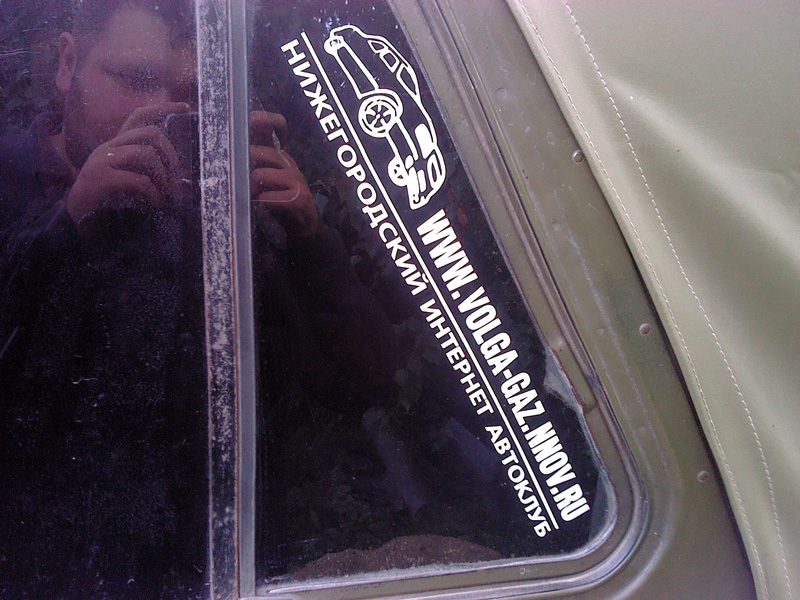 WWW.VOLGA-GAZ.NNOV.RU
НИЖЕГОРОДСКИЙ ИНТЕРНЕТ АВТОКЛУБ